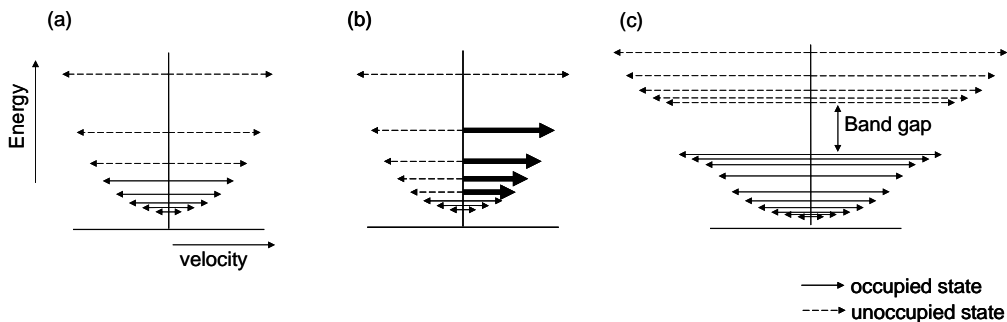 (a)
(b)
(c)
Energy
Band gap
velocity
occupied state
unoccupied state